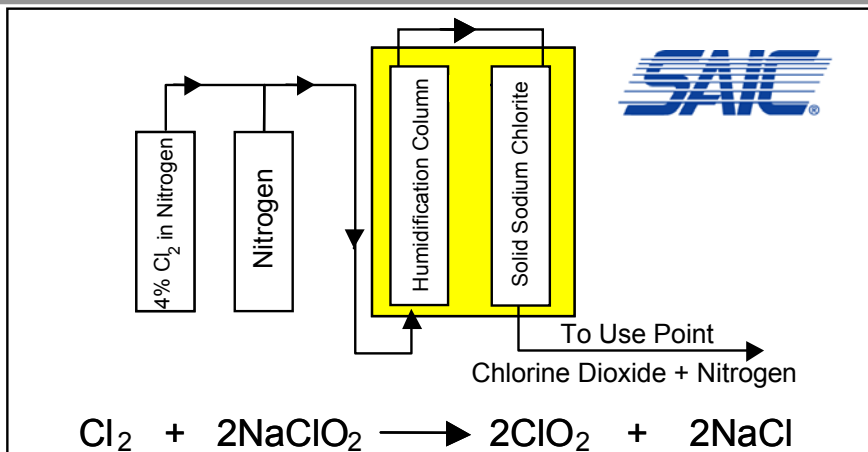 SAIC®
4% Cl₂ in Nitrogen
Nitrogen
Humidification Column
Solid Sodium Chlorite
To Use Point
Chlorine Dioxide + Nitrogen
Cl₂ + 2NaClO₂ → 2ClO₂ + 2NaCl